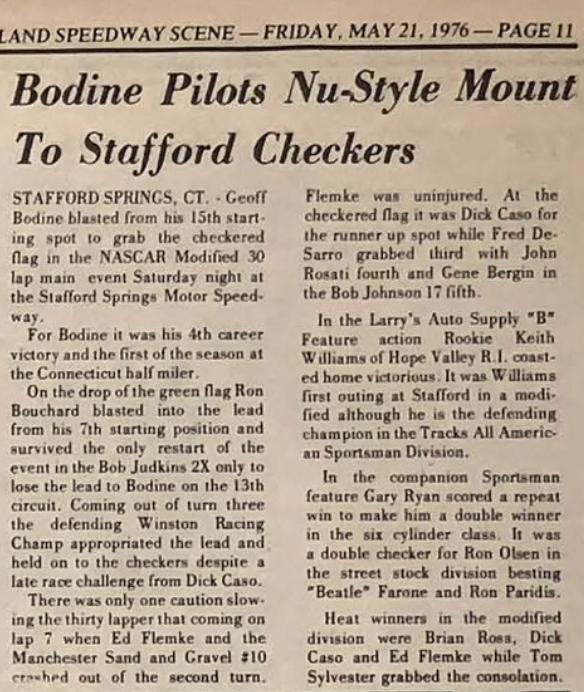 LAND SPEEDWAY SCENE — FRIDAY, MAY 21, 1976 — PAGE 11
Bodine Pilots Nu-Style Mount
To Stafford Checkers
STAFFORD SPRINGS, CT. - Geoff
Bodine blasted from his 15th start-
ing spot to grab the checkered
flag in the NASCAR Modified 30
lap main event Saturday night at
the Stafford Springs Motor Speed-
way.
For Bodine it was his 4th career
victory and the first of the season at
the Connecticut half miler.
On the drop of the green flag Ron
Bouchard blasted into the lead
from his 7th starting position and
survived the only restart of the
event in the Bob Judkins 2X only to
lose the lead to Bodine on the 13th
circuit. Coming out of turn three
the defending Winston Racing
Champ appropriated the lead and
held on to the checkers despite a
late race challenge from Dick Caso.
There was only one caution slow-
ing the thirty lapper that coming on
lap 7 when Ed Flemke and the
Manchester Sand and Gravel #10
crashed out of the second turn.
Flemke was uninjured. At the
checkered flag it was Dick Caso for
the runner up spot while Fred De-
Sarro grabbed third with John
Rosati fourth and Gene Bergin in
the Bob Johnson 17 fifth.
In the Larry's Auto Supply "B"
Feature action Rookie Keith
Williams of Hope Valley R.I. coast-
ed home victorious. It was Williams
first outing at Stafford in a modi-
fied although he is the defending
champion in the Tracks All Americ-
an Sportsman Division.
In the companion Sportsman
feature Gary Ryan scored a repeat
win to make him a double winner
in the six cylinder class. It was
a double checker for Ron Olsen in
the street stock division besting
"Beatle" Farone and Ron Paridis.
Heat winners in the modified
division were Brian Ross, Dick
Caso and Ed Flemke while Tom
Sylvester grabbed the consolation.